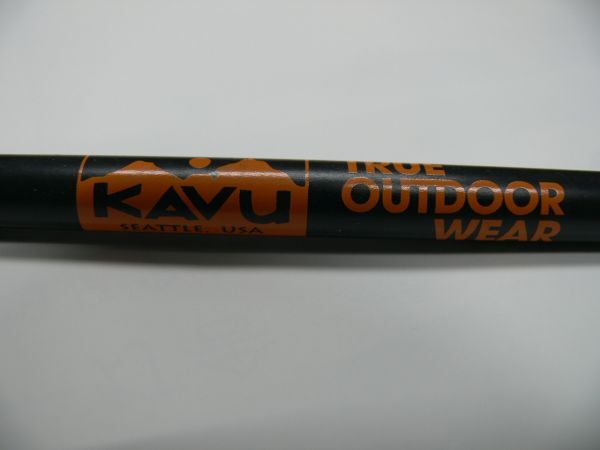 KAVU
SEATTLE, USA
TRUE
OUTDOOR
WEAR